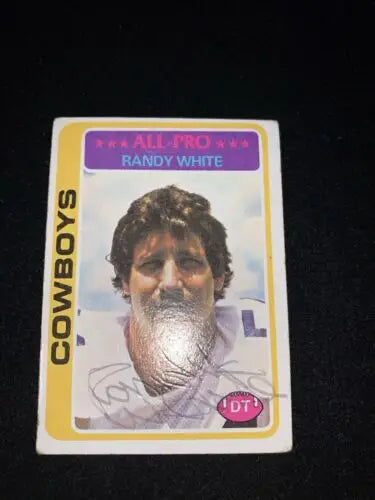 ★★★ ALL-PRO ★★★
RANDY WHITE
COWBOYS
DT